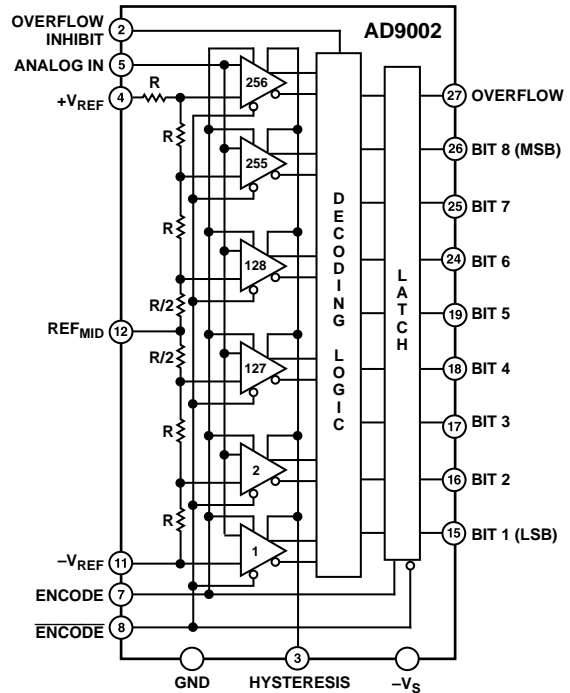 OVERFLOW
INHIBIT
2
AD9002
ANALOG IN
5
+VREF
4
R
256
27
OVERFLOW
R
255
26
BIT 8 (MSB)
25
BIT 7
R
128
DECODING LOGIC
LATCH
24
BIT 6
R/2
REFMID
12
19
BIT 5
R/2
127
18
BIT 4
R
17
BIT 3
2
16
BIT 2
R
1
15
BIT 1 (LSB)
–VREF
11
ENCODE
7
ENCODE
8
3
GND
HYSTERESIS
–VS